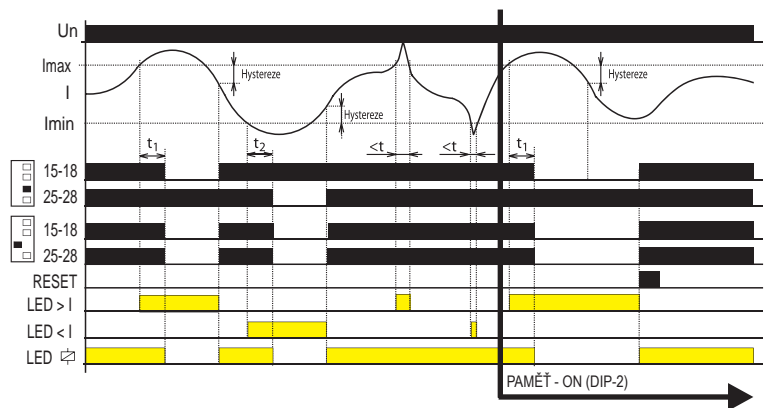 Un
Imax
I
Imin
Hystereze
Hystereze
Hystereze
t1
t2
<t
<t
t1
15-18
25-28
15-18
25-28
RESET
LED > I
LED < I
LED
PAMĚŤ - ON (DIP-2)